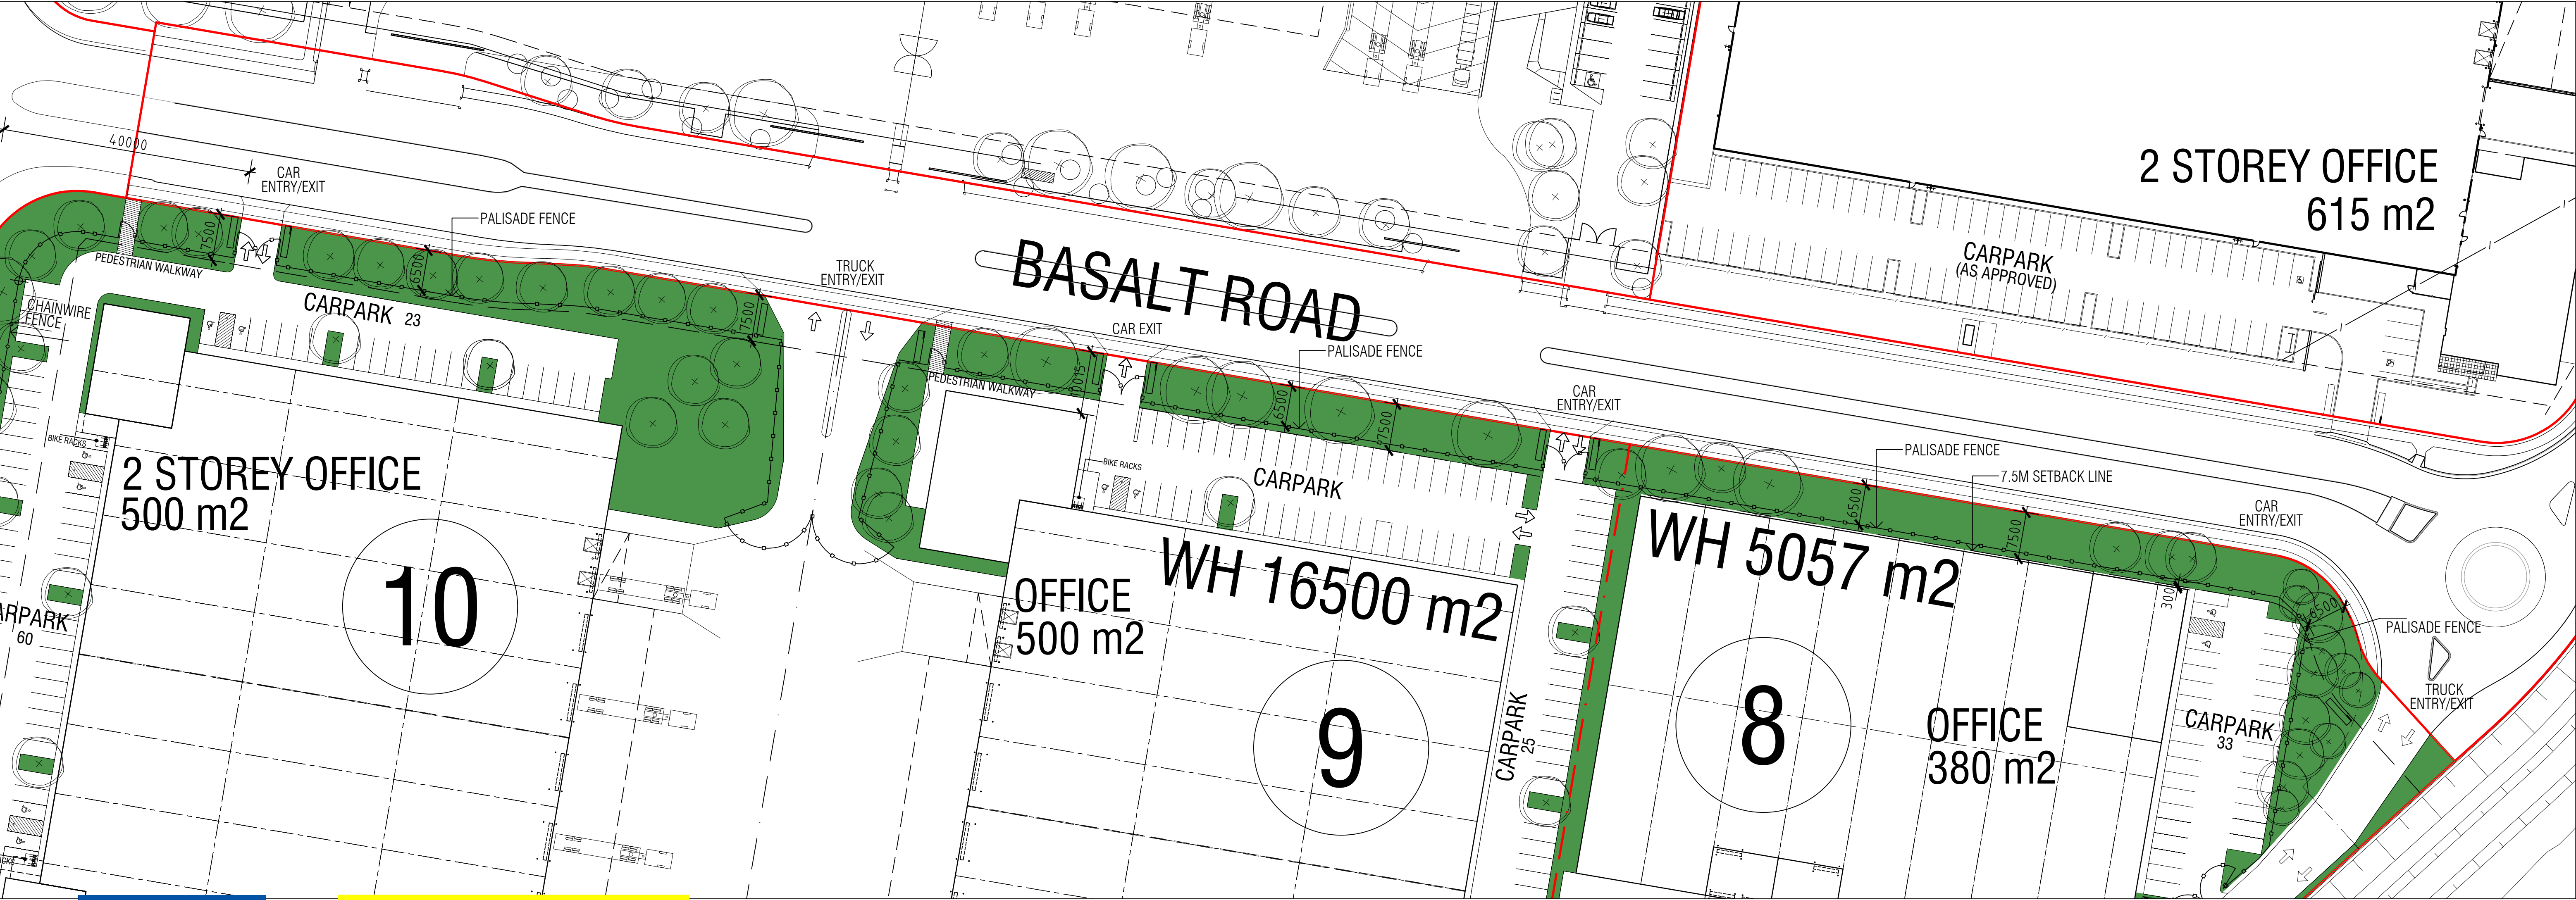 2 STOREY OFFICE
615 m2
CARPARK
(AS APPROVED)
40000
CAR
ENTRY/EXIT
PALISADE FENCE
7500
PEDESTRIAN WALKWAY
6500
TRUCK
ENTRY/EXIT
BASALT ROAD
CHAINWIRE
FENCE
CARPARK 23
7500
CAR EXIT
PALISADE FENCE
PEDESTRIAN WALKWAY
10015
6500
7500
CAR
ENTRY/EXIT
BIKE RACKS
2 STOREY OFFICE
500 m2
BIKE RACKS
CARPARK
PALISADE FENCE
7.5M SETBACK LINE
6500
7500
CAR
ENTRY/EXIT
10
OFFICE
500 m2
WH 16500 m2
WH 5057 m2
300
6500
PALISADE FENCE
ARPARK
60
9
CARPARK
25
8
OFFICE
380 m2
CARPARK
33
TRUCK
ENTRY/EXIT